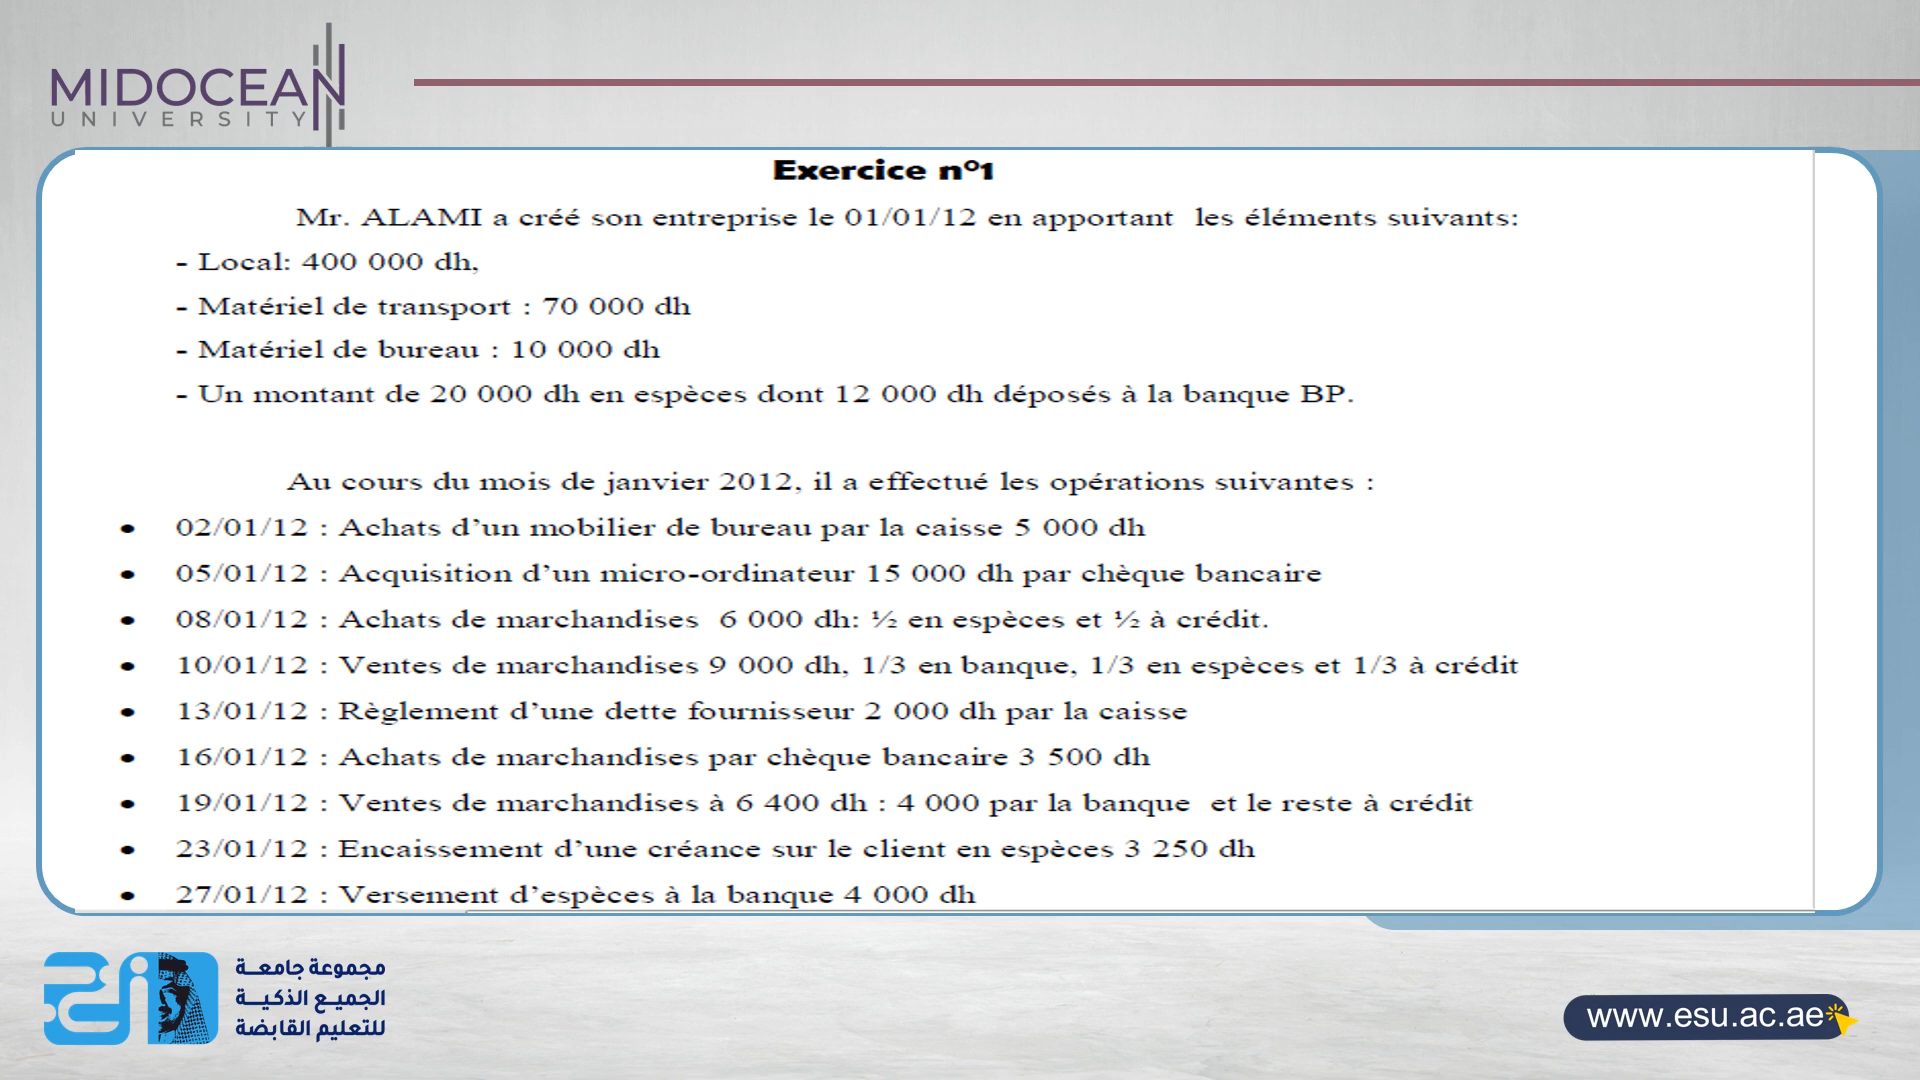 MIDOCEAN
UNIVERSITY
Exercice n°1
Mr. ALAMI a créé son entreprise le 01/01/12 en apportant les éléments suivants:
- Local: 400 000 dh,
- Matériel de transport : 70 000 dh
- Matériel de bureau : 10 000 dh
- Un montant de 20 000 dh en espèces dont 12 000 dh déposés à la banque BP.
Au cours du mois de janvier 2012, il a effectué les opérations suivantes :
• 02/01/12 : Achats d’un mobilier de bureau par la caisse 5 000 dh
• 05/01/12 : Acquisition d’un micro-ordinateur 15 000 dh par chèque bancaire
• 08/01/12 : Achats de marchandises 6 000 dh: ½ en espèces et ½ à crédit.
• 10/01/12 : Ventes de marchandises 9 000 dh, 1/3 en banque, 1/3 en espèces et 1/3 à crédit
• 13/01/12 : Règlement d’une dette fournisseur 2 000 dh par la caisse
• 16/01/12 : Achats de marchandises par chèque bancaire 3 500 dh
• 19/01/12 : Ventes de marchandises à 6 400 dh : 4 000 par la banque et le reste à crédit
• 23/01/12 : Encaissement d’une créance sur le client en espèces 3 250 dh
• 27/01/12 : Versement d’espèces à la banque 4 000 dh
مجموعة جامعة
الجميع الذكية
للتعليم القابضة
www.esu.ac.ae